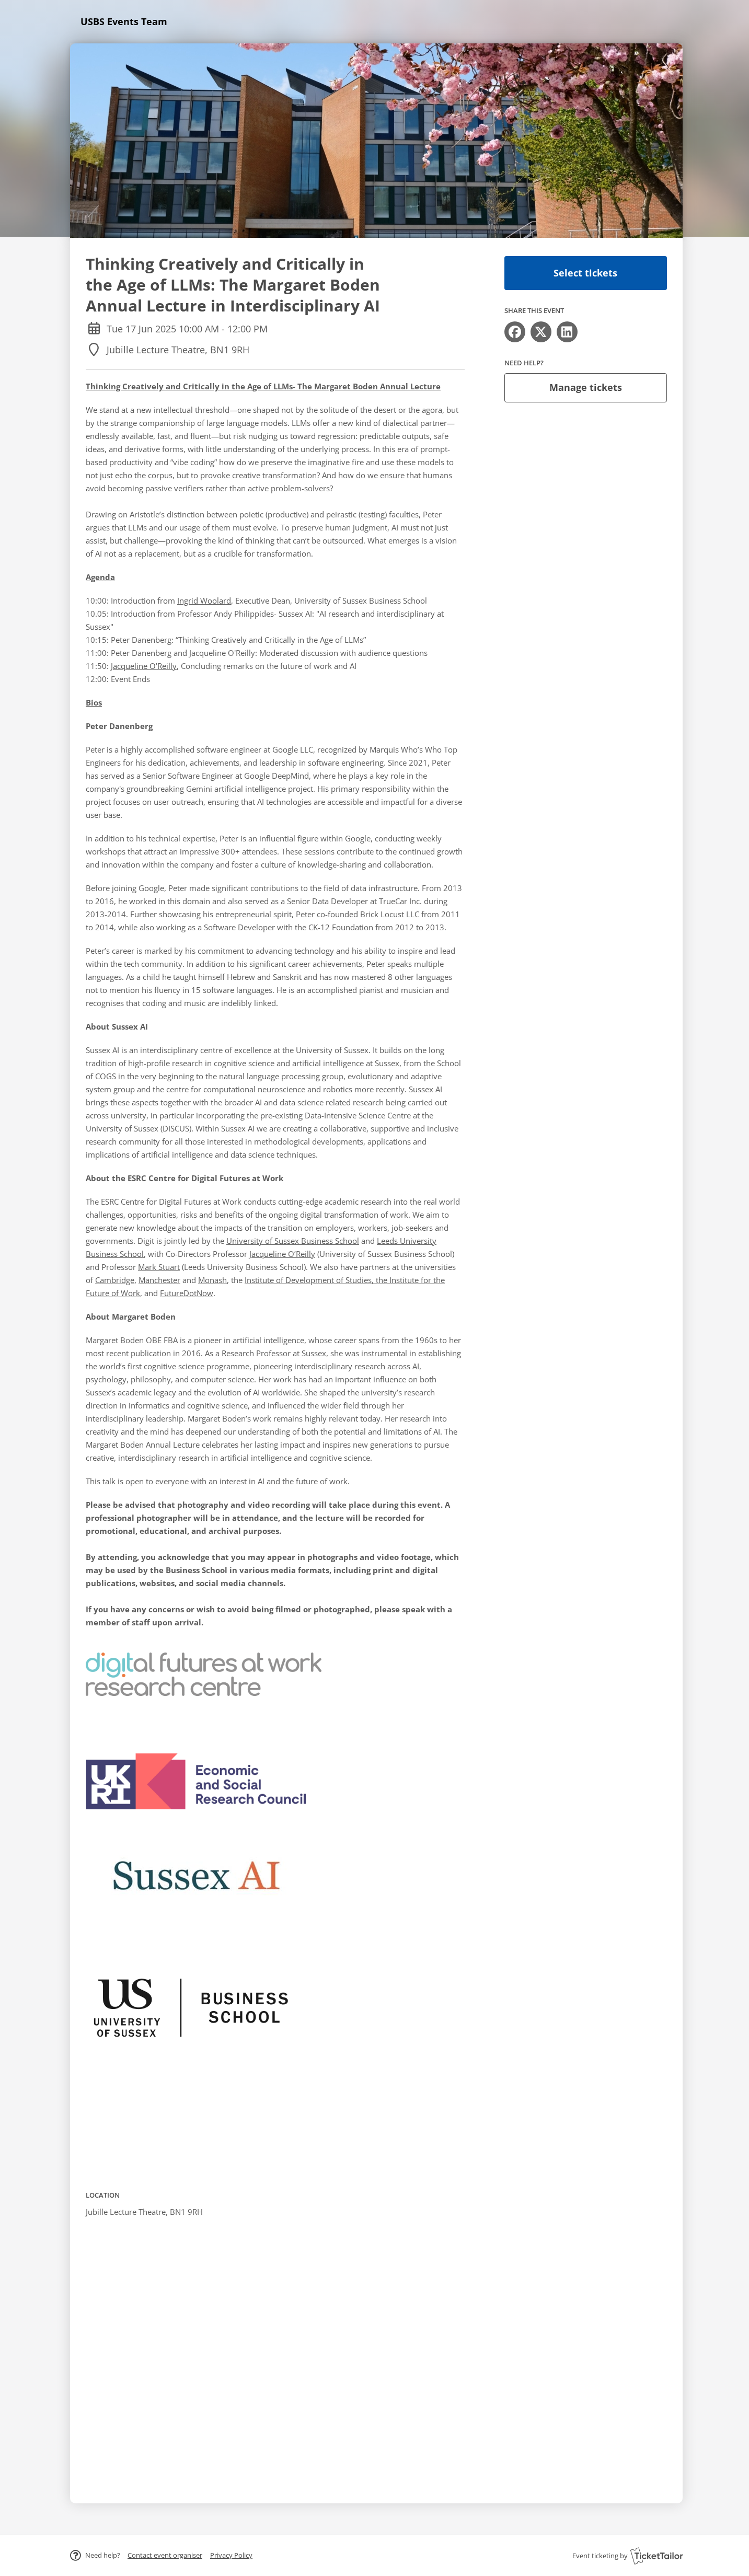 USBS Events Team
Thinking Creatively and Critically in
the Age of LLMs: The Margaret Boden
Annual Lecture in Interdisciplinary AI
Tue 17 Jun 2025 10:00 AM - 12:00 PM
Jubille Lecture Theatre, BN1 9RH
Select tickets
SHARE THIS EVENT
NEED HELP?
Manage tickets
Thinking Creatively and Critically in the Age of LLMs- The Margaret Boden Annual Lecture
We stand at a new intellectual threshold—one shaped not by the solitude of the desert or the agora, but
by the strange companionship of large language models. LLMs offer a new kind of dialectical partner—
endlessly available, fast, and fluent—but risk nudging us toward regression: predictable outputs, safe
ideas, and derivative forms, with little understanding of the underlying process. In this era of prompt-
based productivity and “vibe coding” how do we preserve the imaginative fire and use these models to
not just echo the corpus, but to provoke creative transformation? And how do we ensure that humans
avoid becoming passive verifiers rather than active problem-solvers?
Drawing on Aristotle’s distinction between poietic (productive) and peirastic (testing) faculties, Peter
argues that LLMs and our usage of them must evolve. To preserve human judgment, AI must not just
assist, but challenge—provoking the kind of thinking that can’t be outsourced. What emerges is a vision
of AI not as a replacement, but as a crucible for transformation.
Agenda
10:00: Introduction from Ingrid Woolard, Executive Dean, University of Sussex Business School
10.05: Introduction from Professor Andy Philippides- Sussex AI: "AI research and interdisciplinary at
Sussex"
10:15: Peter Danenberg: “Thinking Creatively and Critically in the Age of LLMs”
11:00: Peter Danenberg and Jacqueline O'Reilly: Moderated discussion with audience questions
11:50: Jacqueline O'Reilly, Concluding remarks on the future of work and AI
12:00: Event Ends
Bios
Peter Danenberg
Peter is a highly accomplished software engineer at Google LLC, recognized by Marquis Who’s Who Top
Engineers for his dedication, achievements, and leadership in software engineering. Since 2021, Peter
has served as a Senior Software Engineer at Google DeepMind, where he plays a key role in the
company's groundbreaking Gemini artificial intelligence project. His primary responsibility within the
project focuses on user outreach, ensuring that AI technologies are accessible and impactful for a diverse
user base.
In addition to his technical expertise, Peter is an influential figure within Google, conducting weekly
workshops that attract an impressive 300+ attendees. These sessions contribute to the continued growth
and innovation within the company and foster a culture of knowledge-sharing and collaboration.
Before joining Google, Peter made significant contributions to the field of data infrastructure. From 2013
to 2016, he worked in this domain and also served as a Senior Data Developer at TrueCar Inc. during
2013-2014. Further showcasing his entrepreneurial spirit, Peter co-founded Brick Locust LLC from 2011
to 2014, while also working as a Software Developer with the CK-12 Foundation from 2012 to 2013.
Peter’s career is marked by his commitment to advancing technology and his ability to inspire and lead
within the tech community. In addition to his significant career achievements, Peter speaks multiple
languages. As a child he taught himself Hebrew and Sanskrit and has now mastered 8 other languages
not to mention his fluency in 15 software languages. He is an accomplished pianist and musician and
recognises that coding and music are indelibly linked.
About Sussex AI
Sussex AI is an interdisciplinary centre of excellence at the University of Sussex. It builds on the long
tradition of high-profile research in cognitive science and artificial intelligence at Sussex, from the School
of COGS in the very beginning to the natural language processing group, evolutionary and adaptive
system group and the centre for computational neuroscience and robotics more recently. Sussex AI
brings these aspects together with the broader AI and data science related research being carried out
across university, in particular incorporating the pre-existing Data-Intensive Science Centre at the
University of Sussex (DISCUS). Within Sussex AI we are creating a collaborative, supportive and inclusive
research community for all those interested in methodological developments, applications and
implications of artificial intelligence and data science techniques.
About the ESRC Centre for Digital Futures at Work
The ESRC Centre for Digital Futures at Work conducts cutting-edge academic research into the real world
challenges, opportunities, risks and benefits of the ongoing digital transformation of work. We aim to
generate new knowledge about the impacts of the transition on employers, workers, job-seekers and
governments. Digit is jointly led by the University of Sussex Business School and Leeds University
Business School, with Co-Directors Professor Jacqueline O’Reilly (University of Sussex Business School)
and Professor Mark Stuart (Leeds University Business School). We also have partners at the universities
of Cambridge, Manchester and Monash, the Institute of Development of Studies, the Institute for the
Future of Work, and FutureDotNow.
About Margaret Boden
Margaret Boden OBE FBA is a pioneer in artificial intelligence, whose career spans from the 1960s to her
most recent publication in 2016. As a Research Professor at Sussex, she was instrumental in establishing
the world’s first cognitive science programme, pioneering interdisciplinary research across AI,
psychology, philosophy, and computer science. Her work has had an important influence on both
Sussex’s academic legacy and the evolution of AI worldwide. She shaped the university’s research
direction in informatics and cognitive science, and influenced the wider field through her
interdisciplinary leadership. Margaret Boden’s work remains highly relevant today. Her research into
creativity and the mind has deepened our understanding of both the potential and limitations of AI. The
Margaret Boden Annual Lecture celebrates her lasting impact and inspires new generations to pursue
creative, interdisciplinary research in artificial intelligence and cognitive science.
This talk is open to everyone with an interest in AI and the future of work.
Please be advised that photography and video recording will take place during this event. A
professional photographer will be in attendance, and the lecture will be recorded for
promotional, educational, and archival purposes.
By attending, you acknowledge that you may appear in photographs and video footage, which
may be used by the Business School in various media formats, including print and digital
publications, websites, and social media channels.
If you have any concerns or wish to avoid being filmed or photographed, please speak with a
member of staff upon arrival.
digital futures at work
research centre
UKRI
Economic
and Social
Research Council
Sussex AI
US
UNIVERSITY
OF SUSSEX
BUSINESS
SCHOOL
LOCATION
Jubille Lecture Theatre, BN1 9RH
Need help? Contact event organiser Privacy Policy
Event ticketing by TicketTailor